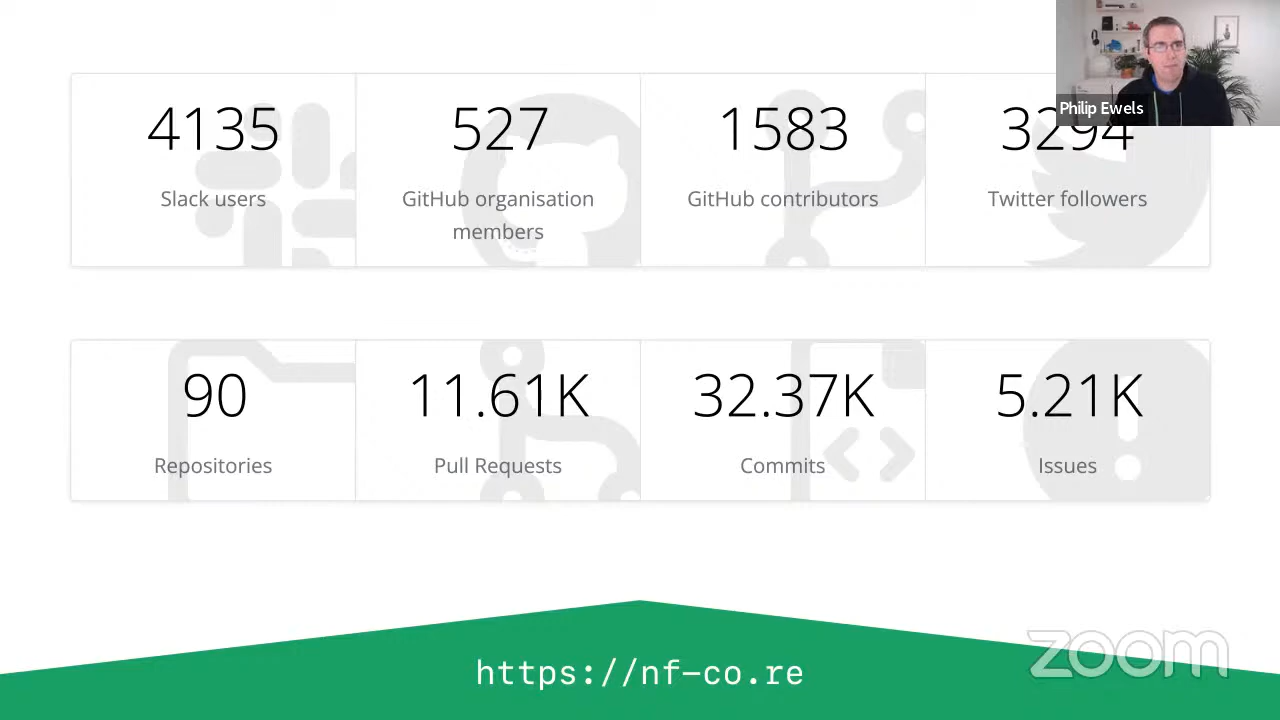 Philip Ewels
4135
527
1583
3294
Slack users
GitHub organisation
members
GitHub contributors
Twitter followers
90
11.61K
32.37K
5.21K
Repositories
Pull Requests
Commits
Issues
https://nf-co.re
zoom